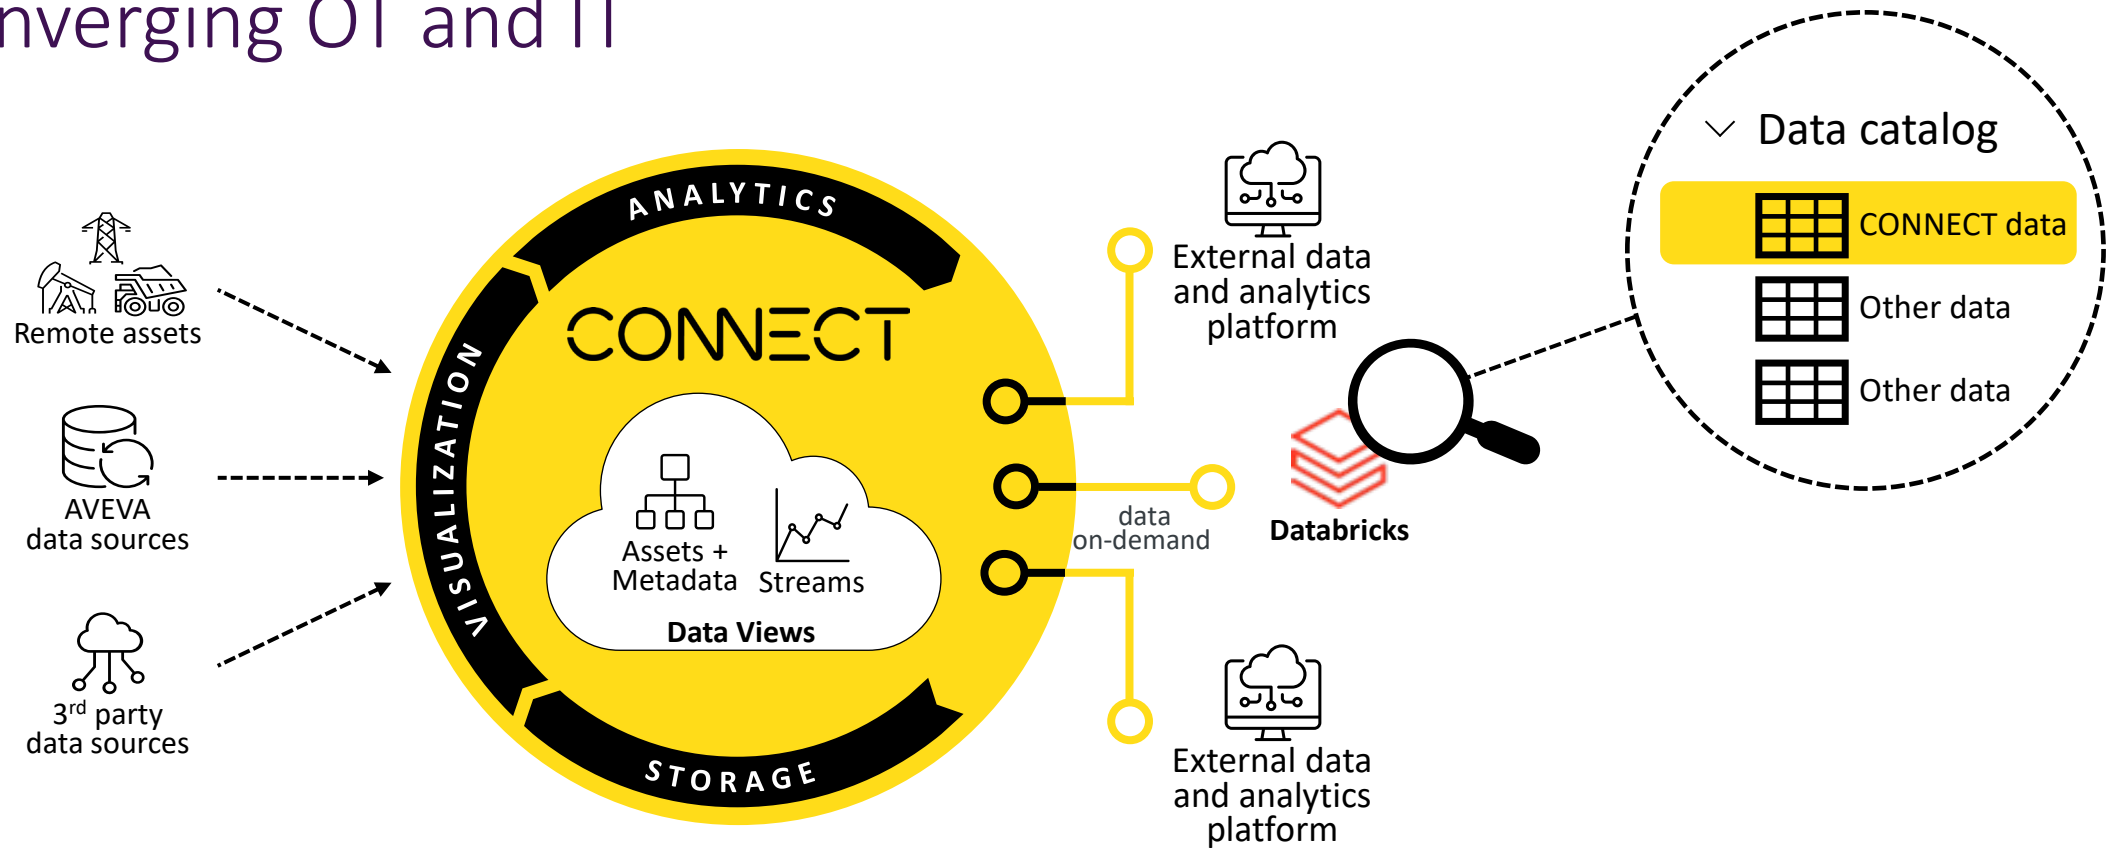 nverging OT and IT
Remote assets
AVEVA
data sources
3rd party
data sources
ANALYTICS
VISUALIZATION
STORAGE
CONNECT
Assets +
Metadata
Streams
Data Views
External data
and analytics
platform
data
on-demand
Databricks
External data
and analytics
platform
Data catalog
CONNECT data
Other data
Other data